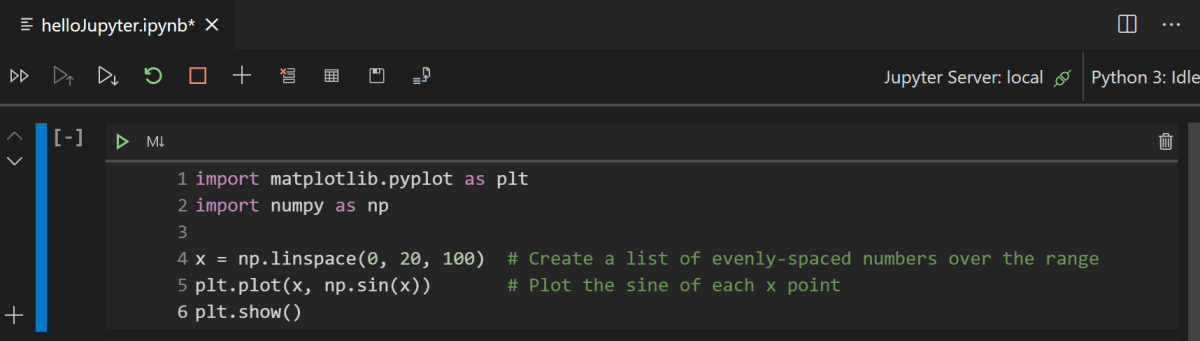 helloJupyter.ipynb*
Jupyter Server: local
Python 3: Idle
[-]
M↓
1 import matplotlib.pyplot as plt
2 import numpy as np
3
4 x = np.linspace(0, 20, 100)  # Create a list of evenly-spaced numbers over the range
5 plt.plot(x, np.sin(x))       # Plot the sine of each x point
6 plt.show()